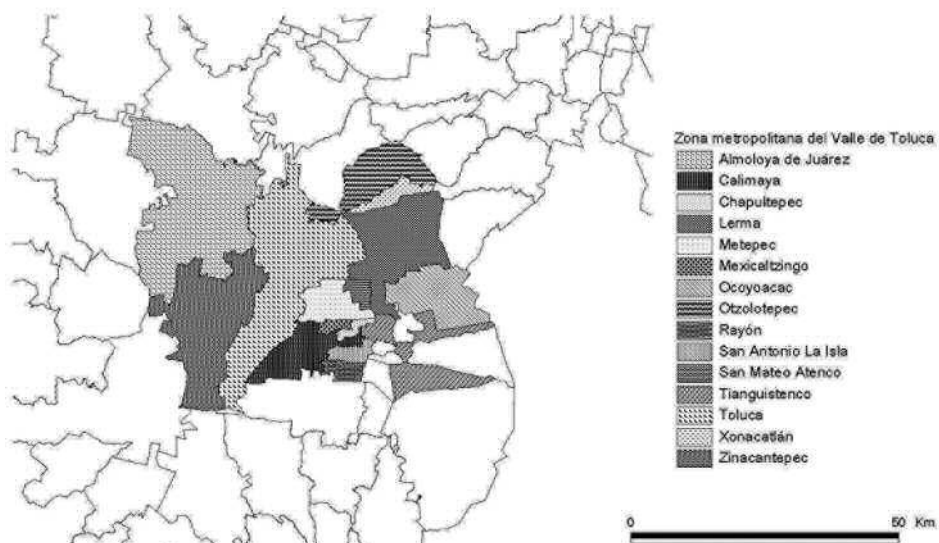 Zona metropolitana del Valle de Toluca
Almoloya de Juárez
Calimaya
Chapultepec
Lerma
Metepec
Mexicaltzingo
Ocoyoacac
Otzolotepec
Rayón
San Antonio La Isla
San Mateo Atenco
Tianguistenco
Toluca
Xonacatlán
Zinacantepec
0 50 Km.